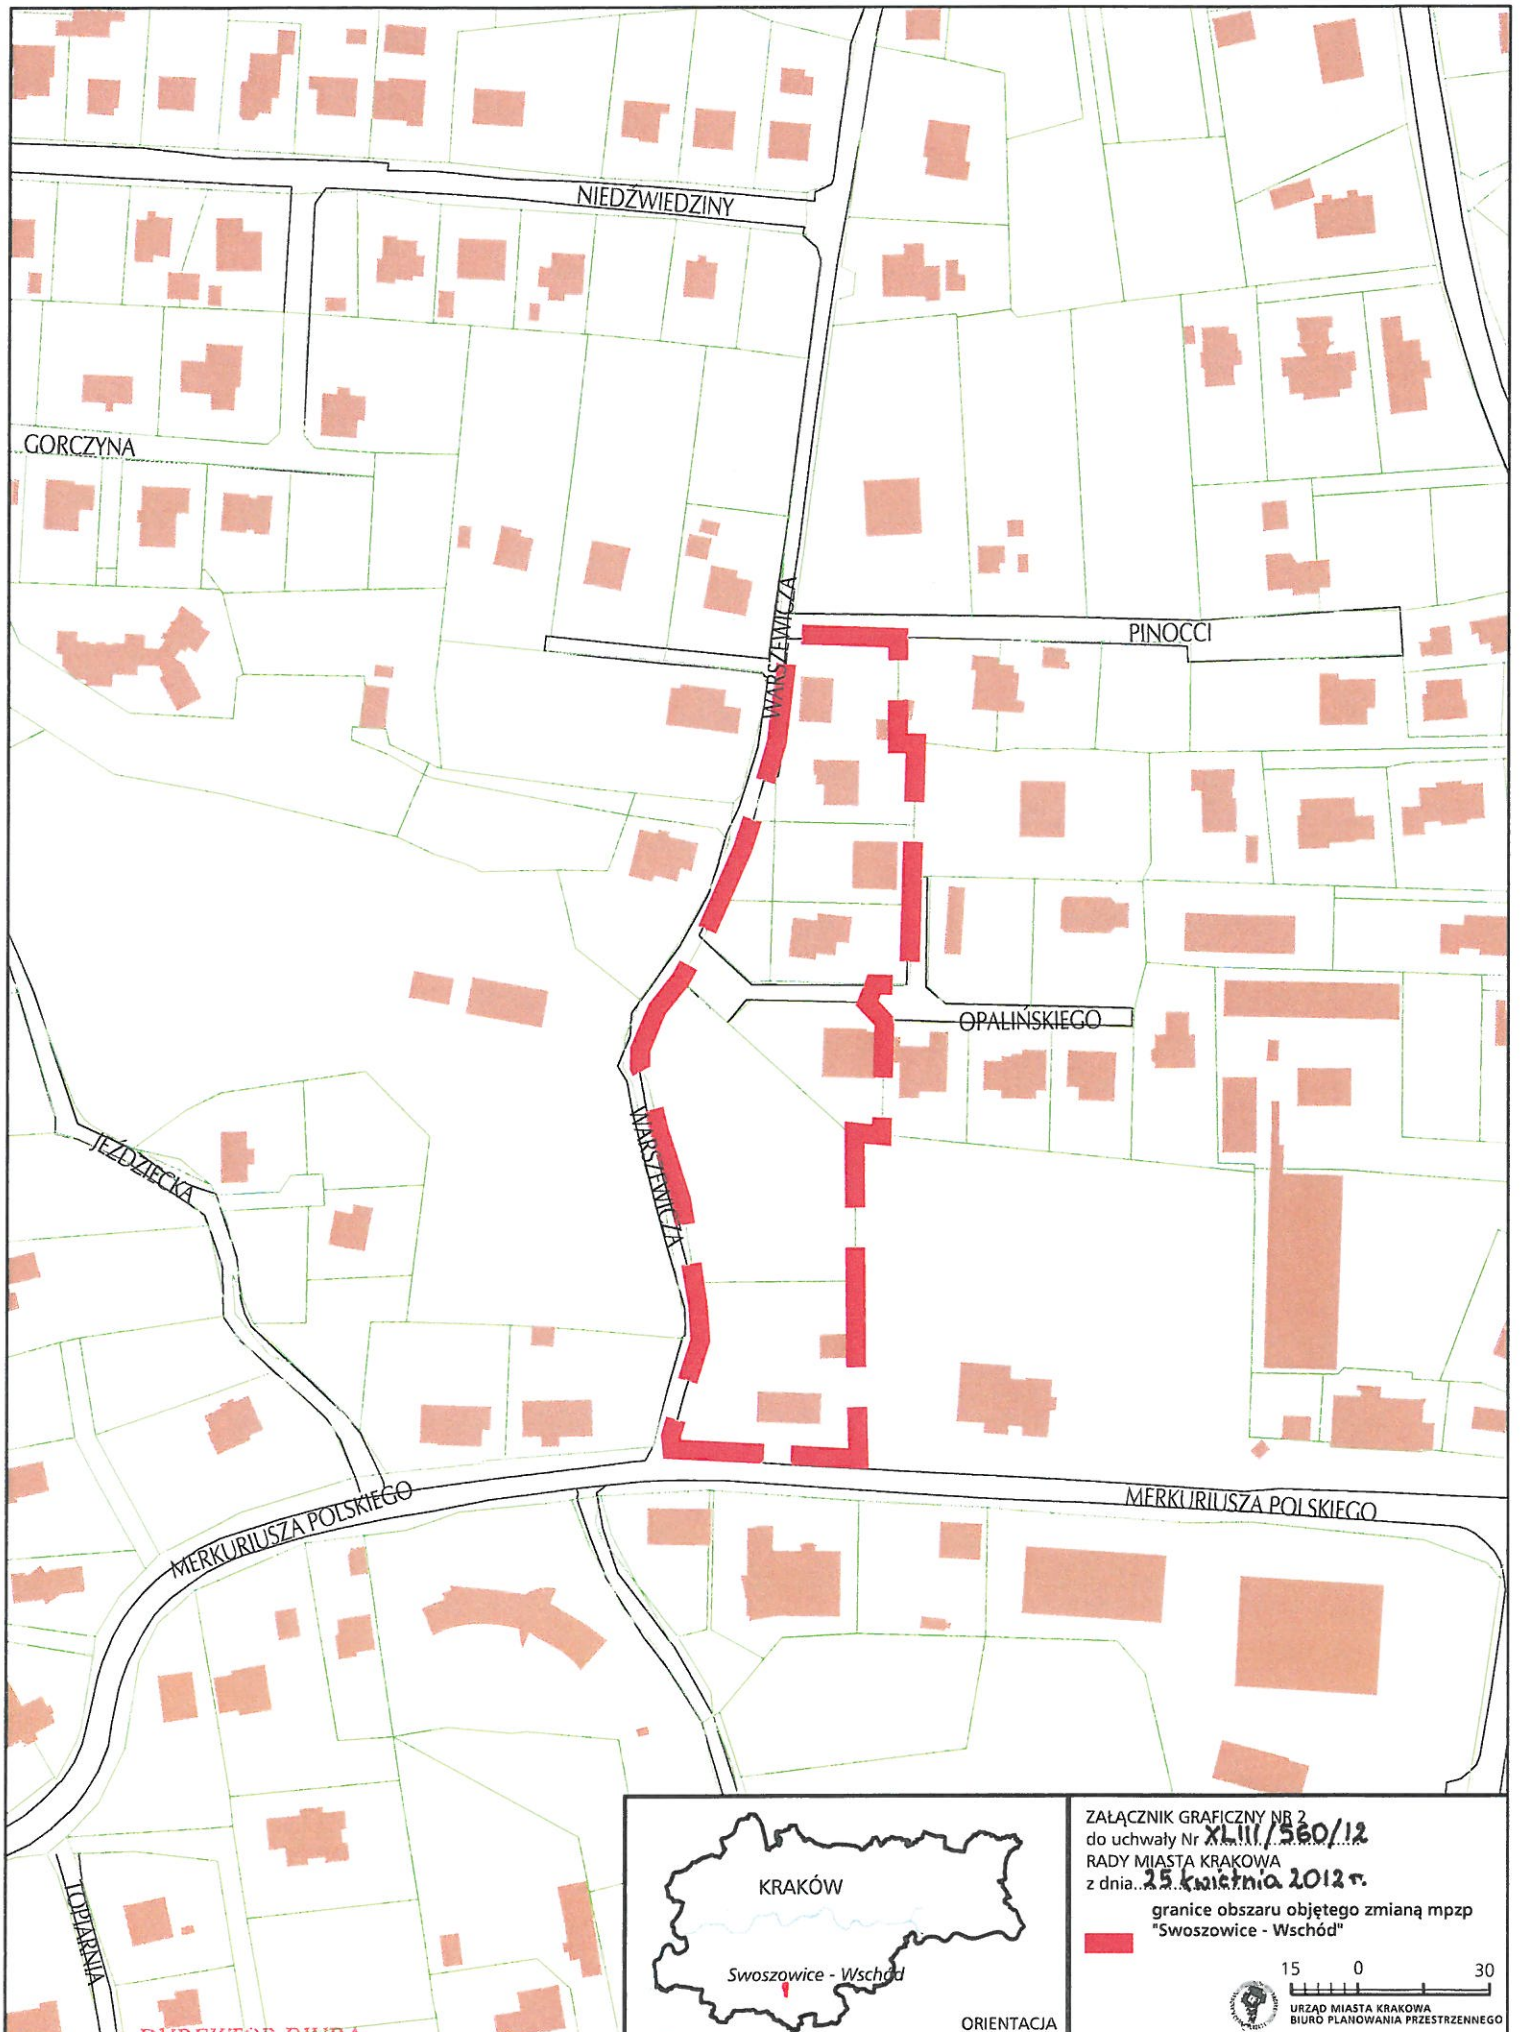 NIEDŹWIEDZINY
GORCZYNA
WARSZEWICZA
PINOCCI
OPALIŃSKIEGO
WARSZEWICZA
JEŹDZIECKA
MERKURIUSZA POLSKIEGO
MERKURIUSZA POLSKIEGO
TOPIARNIA
KRAKÓW
Swoszowice - Wschód
ORIENTACJA
ZAŁĄCZNIK GRAFICZNY NR 2
do uchwały Nr XLIII/560/12
RADY MIASTA KRAKOWA
z dnia 25 kwietnia 2012 r.
granice obszaru objętego zmianą mpzp
"Swoszowice - Wschód"
15 0 30
URZĄD MIASTA KRAKOWA
BIURO PLANOWANIA PRZESTRZENNEGO